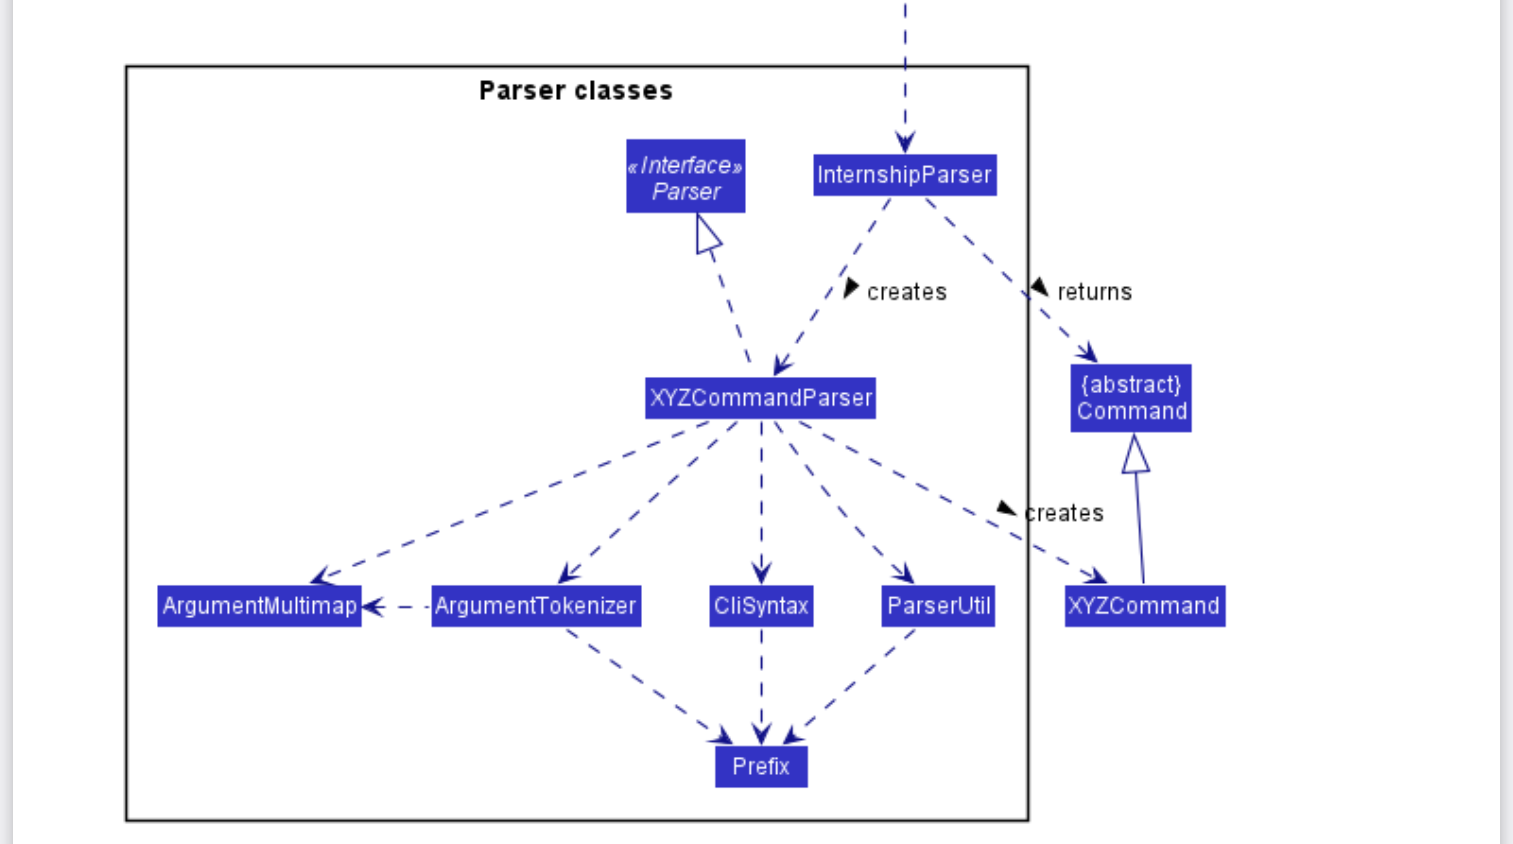 Parser classes
«Interface»
Parser
InternshipParser
creates
returns
XYZCommandParser
{abstract}
Command
creates
ArgumentMultimap
ArgumentTokenizer
CliSyntax
ParserUtil
XYZCommand
Prefix